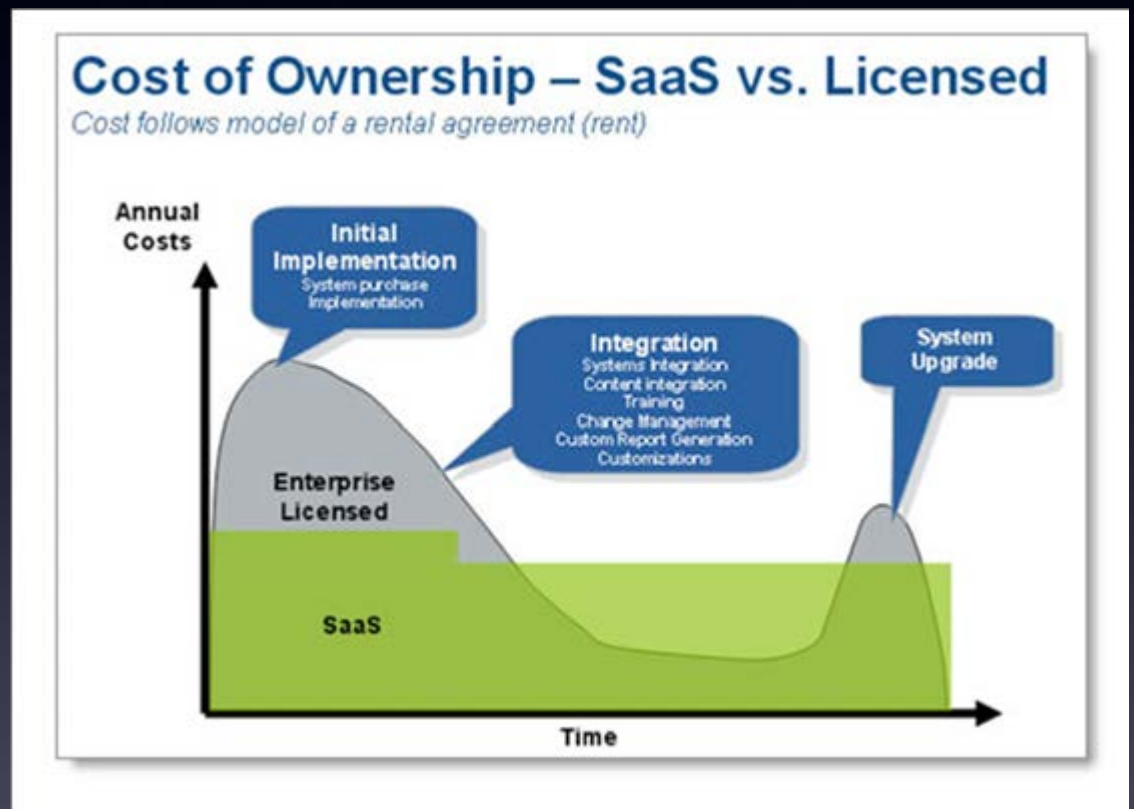 Cost of Ownership – SaaS vs. Licensed
Cost follows model of a rental agreement (rent)
Annual
Costs
Initial
Implementation
System purchase
Implementation
Integration
Systems Integration
Content integration
Training
Change Management
Custom Report Generation
Customizations
System
Upgrade
Enterprise
Licensed
SaaS
Time